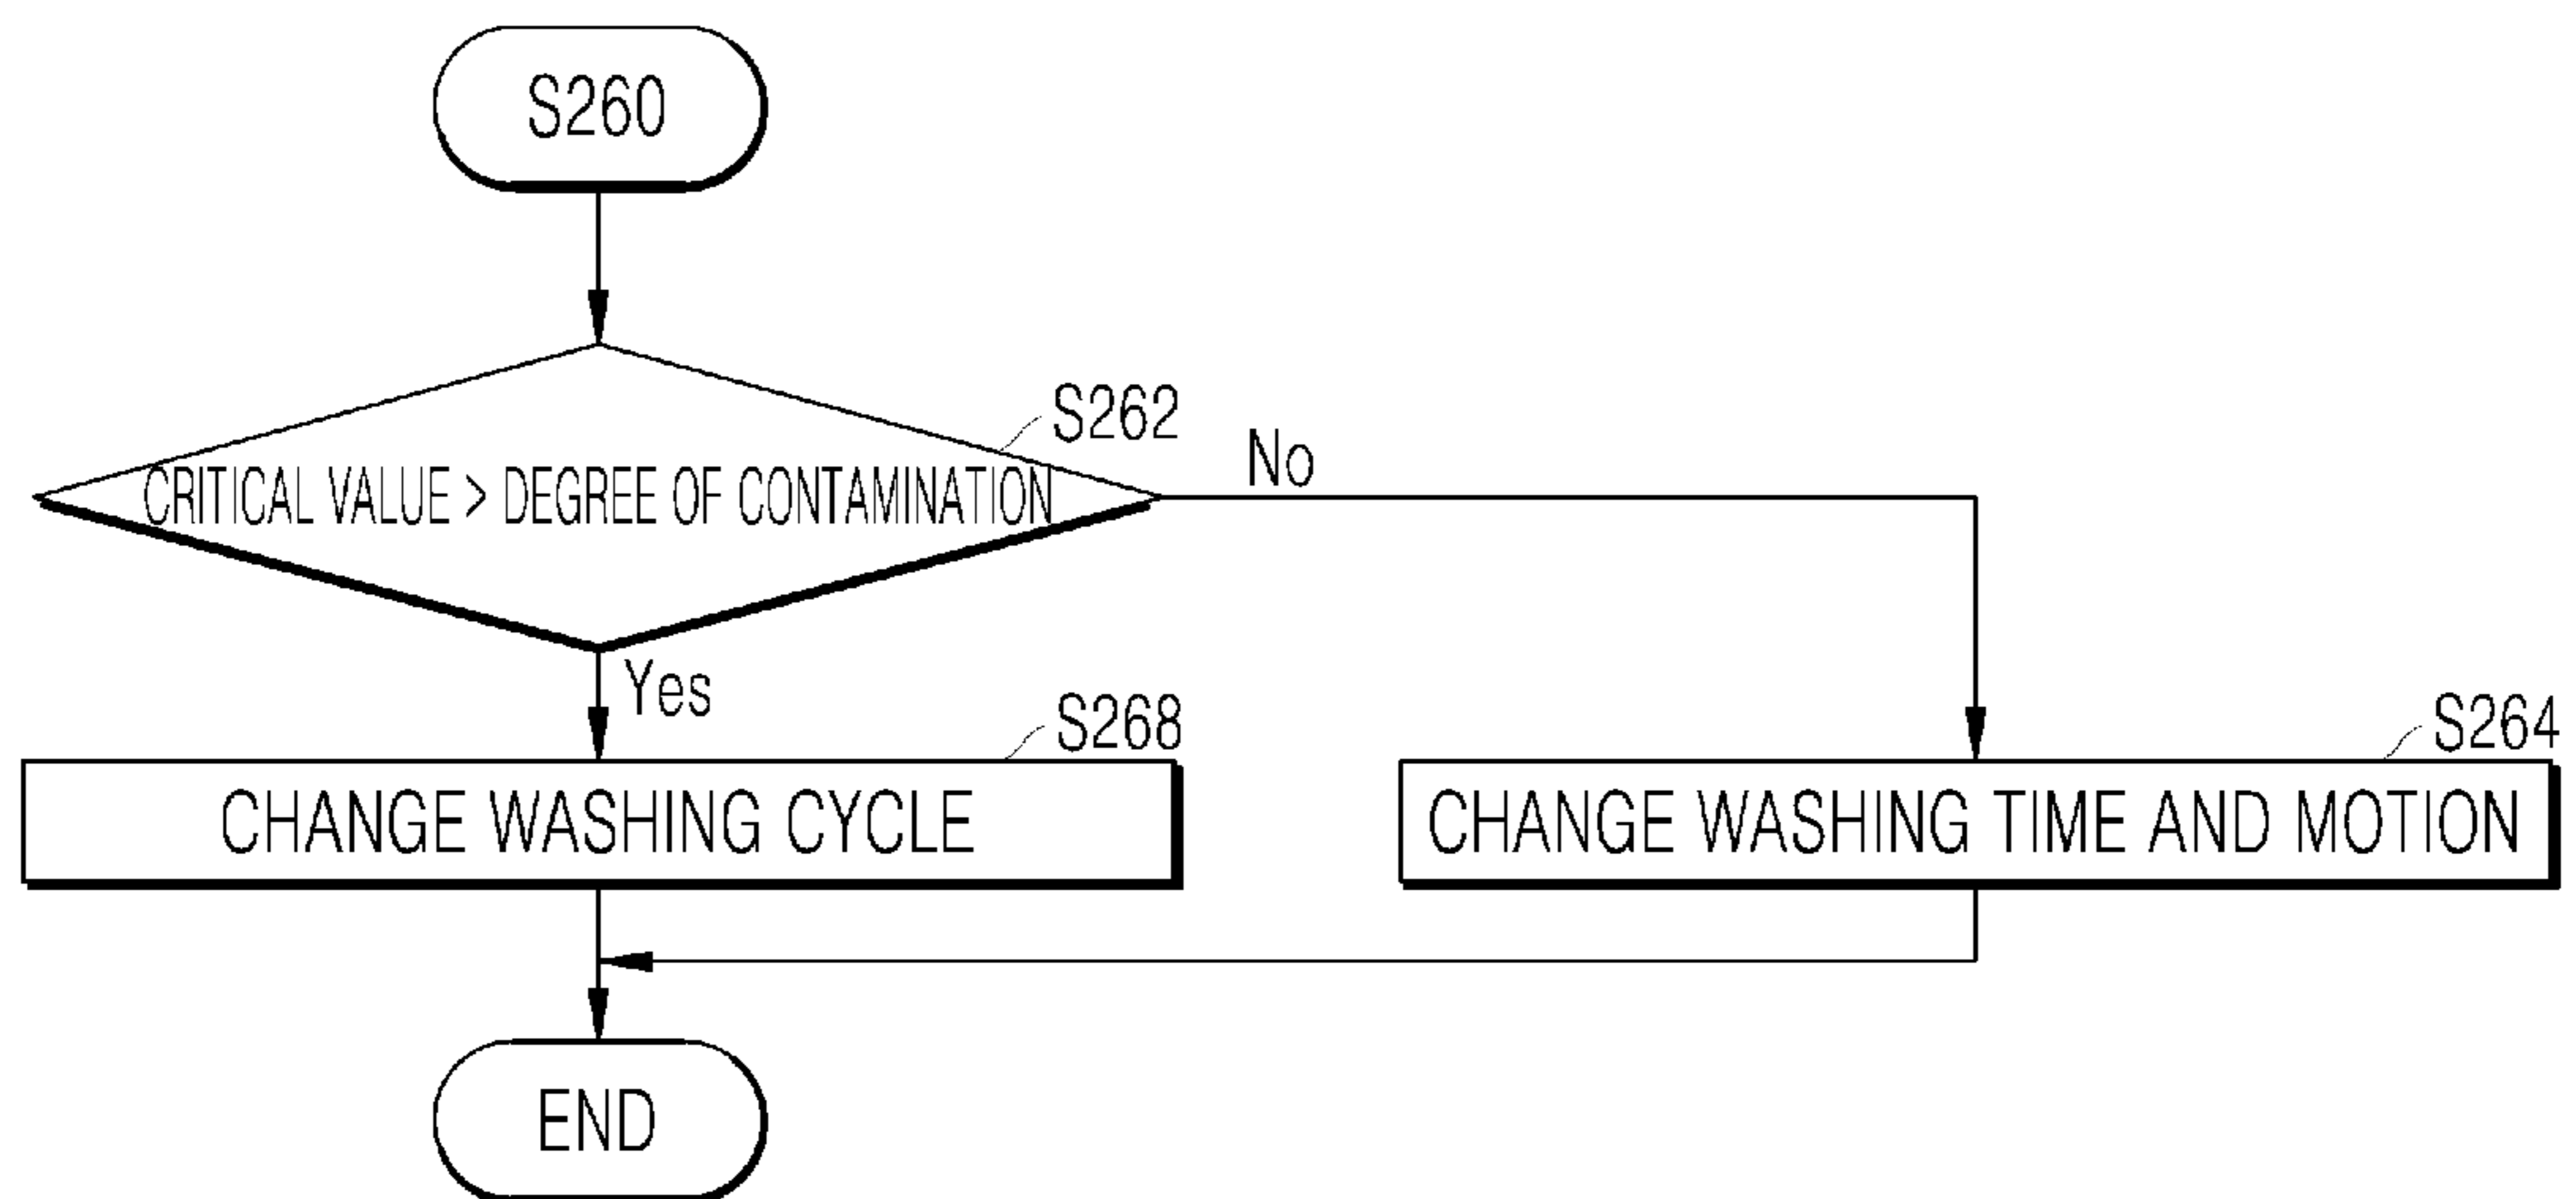 S260
S262
No
CRITICAL VALUE > DEGREE OF CONTAMINATION
Yes
S268
S264
CHANGE WASHING CYCLE
CHANGE WASHING TIME AND MOTION
END